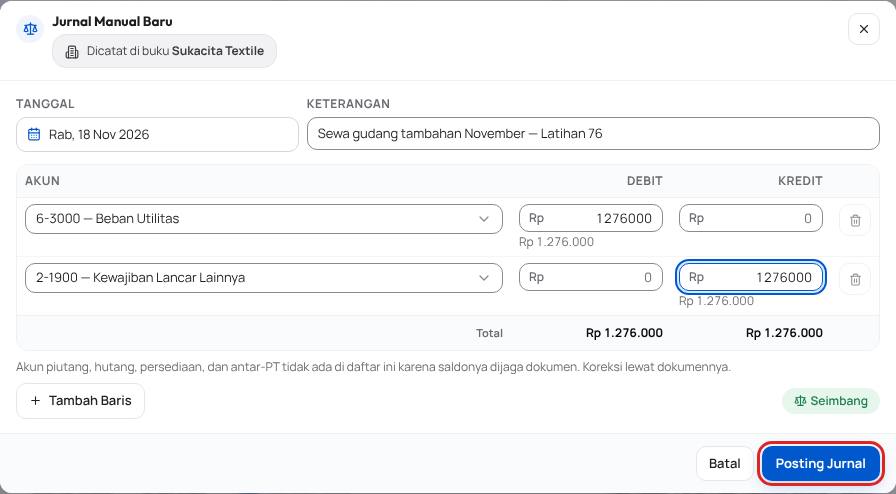 Jurnal Manual Baru
Dicatat di buku Sukacita Textile
TANGGAL
KETERANGAN
Rab, 18 Nov 2026
Sewa gudang tambahan November — Latihan 76
AKUN DEBIT KREDIT
6-3000 — Beban Utilitas Rp 1276000 Rp 0
Rp 1.276.000
2-1900 — Kewajiban Lancar Lainnya Rp 0 Rp 1276000
Rp 1.276.000
Total Rp 1.276.000 Rp 1.276.000
Akun piutang, hutang, persediaan, dan antar-PT tidak ada di daftar ini karena saldonya dijaga dokumen. Koreksi lewat dokumennya.
+ Tambah Baris
Seimbang
Batal
Posting Jurnal